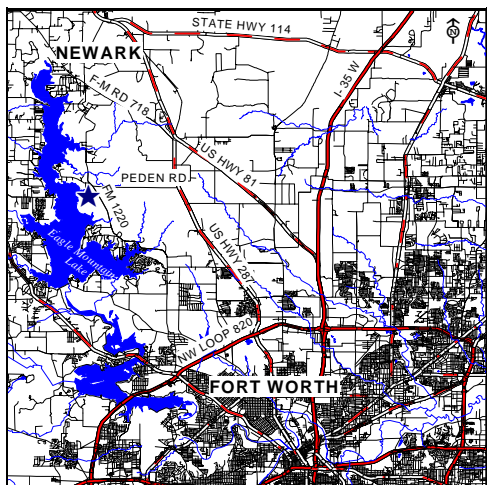 STATE HWY 114
N
NEWARK
F-M RD 718
I- 35 W
US HWY 81
PEDEN RD
FM 1220
US HWY 287
Eagle Mountain
Lake
NW LOOP 820
FORT WORTH